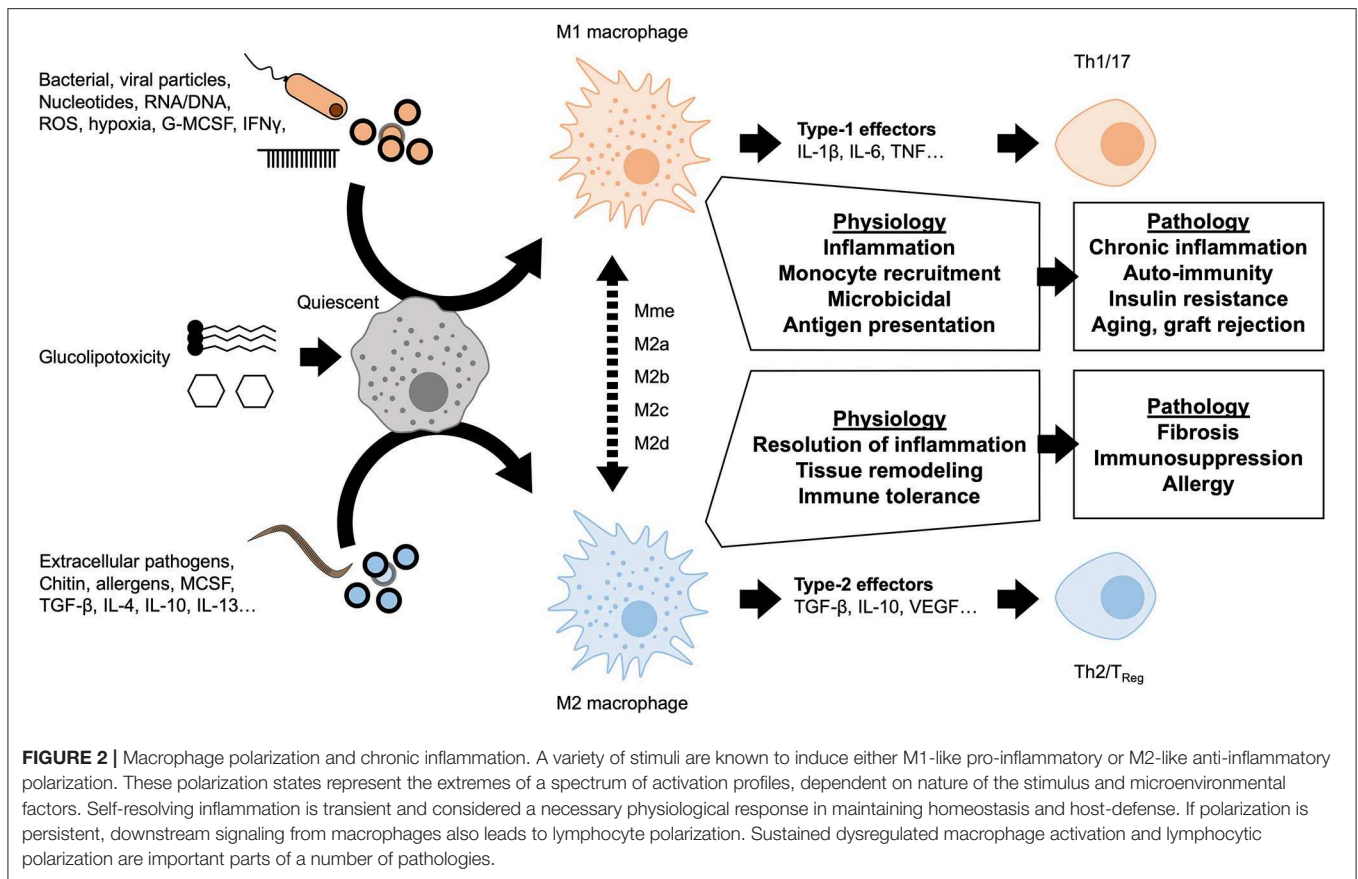 M1 macrophage
Th1/17
Bacterial, viral particles,
Nucleotides, RNA/DNA,
ROS, hypoxia, G-MCSF, IFNγ,
Type-1 effectors
IL-1β, IL-6, TNF…
Physiology
Inflammation
Monocyte recruitment
Microbicidal
Antigen presentation
Pathology
Chronic inflammation
Auto-immunity
Insulin resistance
Aging, graft rejection
Quiescent
Glucolipotoxicity
Mme
M2a
M2b
M2c
M2d
Physiology
Resolution of inflammation
Tissue remodeling
Immune tolerance
Pathology
Fibrosis
Immunosuppression
Allergy
Extracellular pathogens,
Chitin, allergens, MCSF,
TGF-β, IL-4, IL-10, IL-13…
Type-2 effectors
TGF-β, IL-10, VEGF…
M2 macrophage
Th2/TReg
FIGURE 2 | Macrophage polarization and chronic inflammation. A variety of stimuli are known to induce either M1-like pro-inflammatory or M2-like anti-inflammatory
polarization. These polarization states represent the extremes of a spectrum of activation profiles, dependent on nature of the stimulus and microenvironmental
factors. Self-resolving inflammation is transient and considered a necessary physiological response in maintaining homeostasis and host-defense. If polarization is
persistent, downstream signaling from macrophages also leads to lymphocyte polarization. Sustained dysregulated macrophage activation and lymphocytic
polarization are important parts of a number of pathologies.